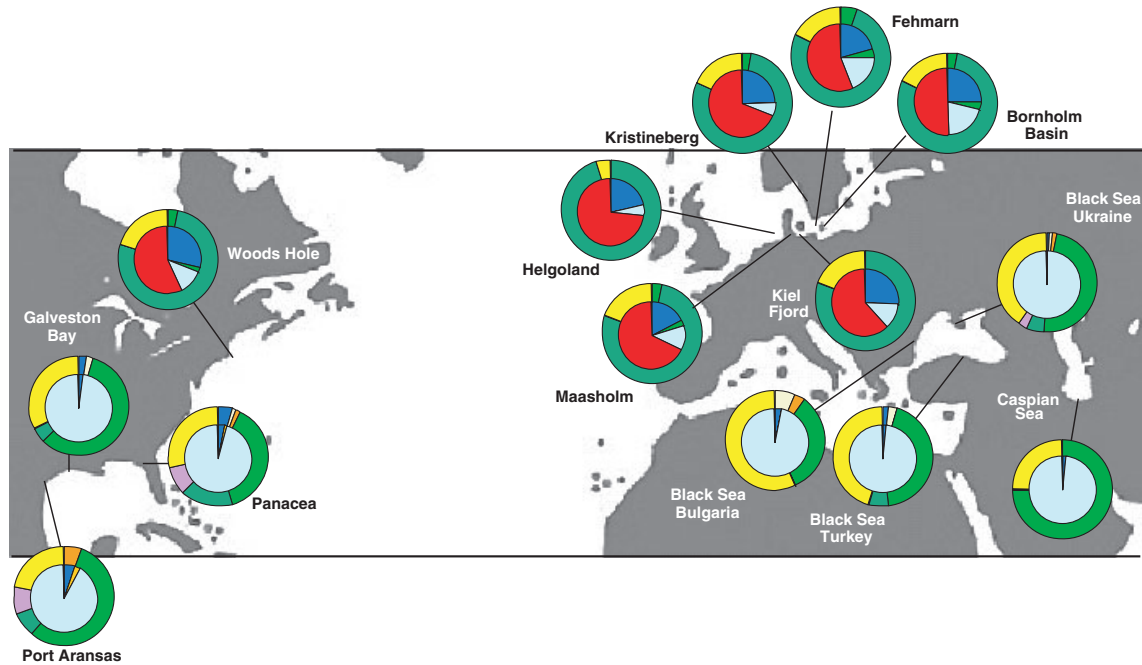 Fehmarn
Kristineberg
Bornholm
Basin
Black Sea
Ukraine
Woods Hole
Helgoland
Galveston
Bay
Kiel
Fjord
Maasholm
Caspian
Sea
Panacea
Black Sea
Bulgaria
Black Sea
Turkey
Port Aransas